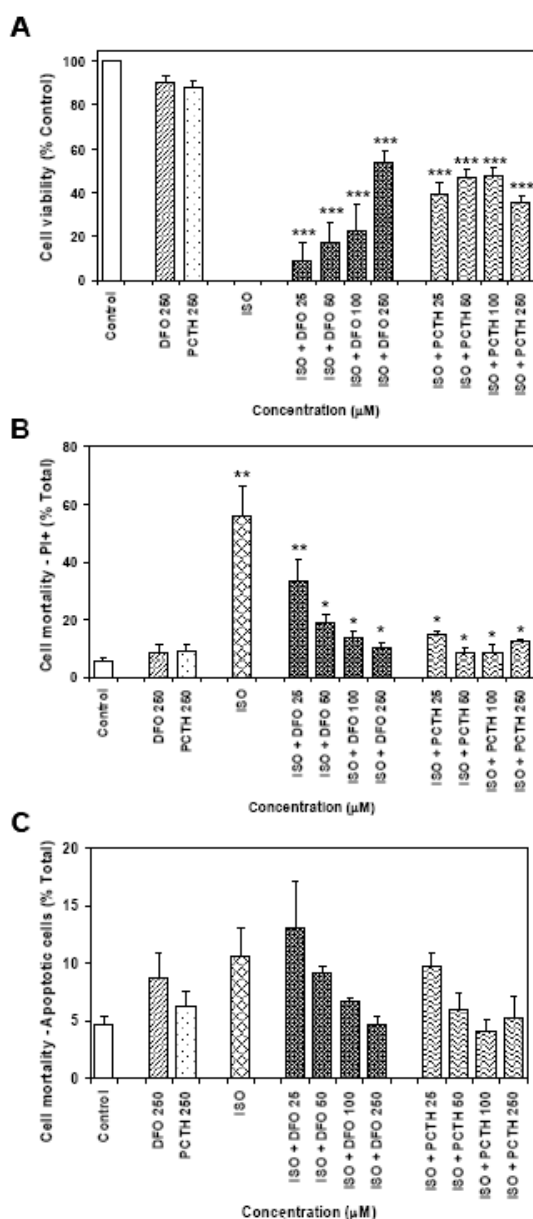 A
Cell viability (% Control)
100
80
60
40
20
0
*** *** *** *** *** *** *** ***
Control
DFO 250
PCTH 250
ISO
ISO + DFO 25
ISO + DFO 50
ISO + DFO 100
ISO + DFO 250
ISO + PCTH 25
ISO + PCTH 50
ISO + PCTH 100
ISO + PCTH 250
Concentration (μM)
B
Cell mortality - PI+ (% Total)
80
60
40
20
0
** ** * * * * * * *
Control
DFO 250
PCTH 250
ISO
ISO + DFO 25
ISO + DFO 50
ISO + DFO 100
ISO + DFO 250
ISO + PCTH 25
ISO + PCTH 50
ISO + PCTH 100
ISO + PCTH 250
Concentration (μM)
C
Cell mortality - Apoptotic cells (% Total)
20
15
10
5
0
Control
DFO 250
PCTH 250
ISO
ISO + DFO 25
ISO + DFO 50
ISO + DFO 100
ISO + DFO 250
ISO + PCTH 25
ISO + PCTH 50
ISO + PCTH 100
ISO + PCTH 250
Concentration (μM)